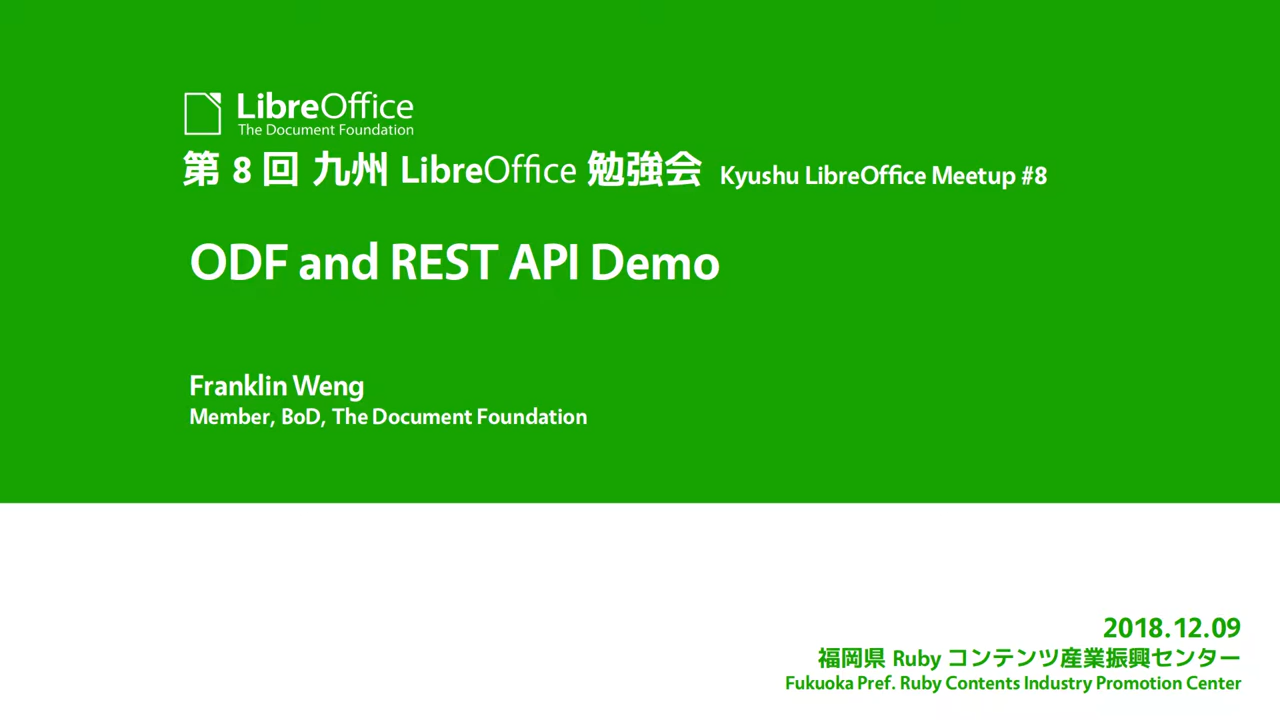 LibreOffice
The Document Foundation
第 8 回 九州 LibreOffice 勉強会 Kyushu LibreOffice Meetup #8
ODF and REST API Demo
Franklin Weng
Member, BoD, The Document Foundation
2018.12.09
福岡県 Ruby コンテンツ産業振興センター
Fukuoka Pref. Ruby Contents Industry Promotion Center